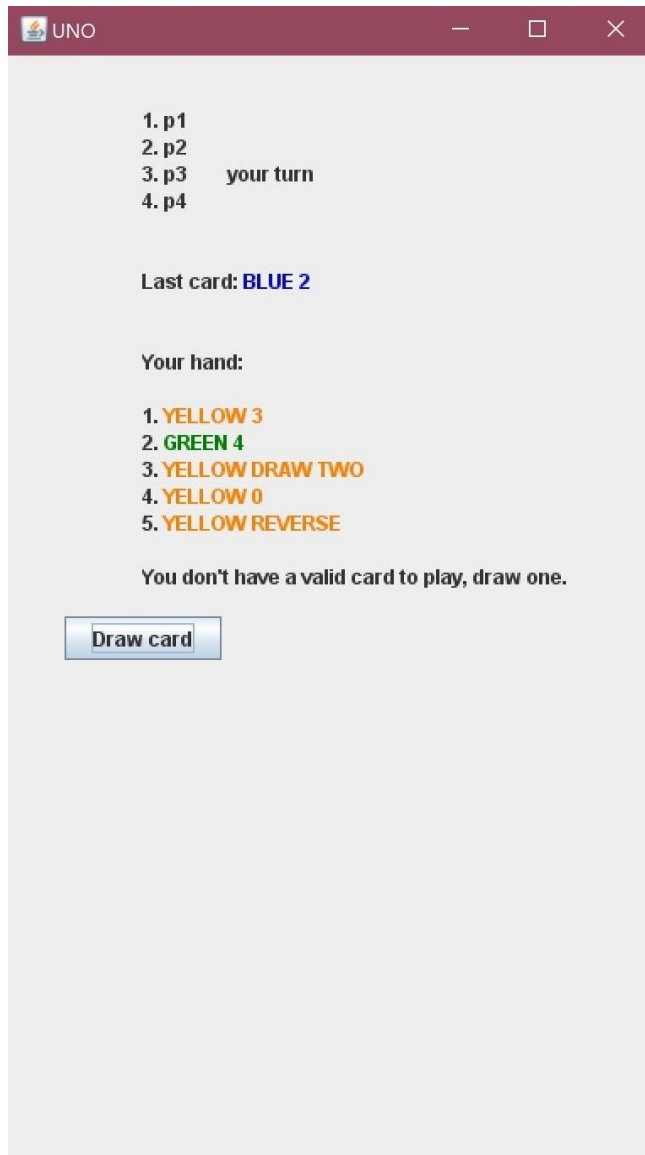 UNO
1. p1
2. p2
3. p3 your turn
4. p4
Last card: BLUE 2
Your hand:
1. YELLOW 3
2. GREEN 4
3. YELLOW DRAW TWO
4. YELLOW 0
5. YELLOW REVERSE
You don't have a valid card to play, draw one.
Draw card